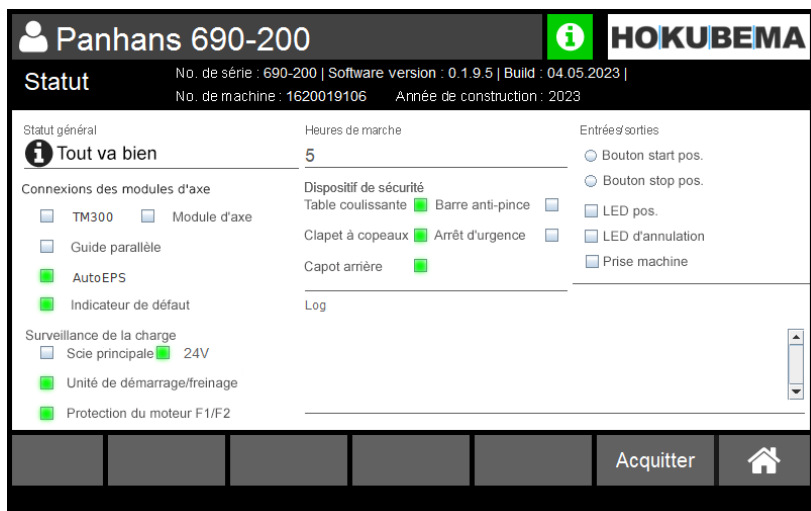 Panhans 690-200
HOKUBEMA
Statut
No. de série : 690-200 | Software version : 0.1.9.5 | Build : 04.05.2023 |
No. de machine : 1620019106 Année de construction : 2023
Statut général
Tout va bien
Heures de marche
5
Entrées/sorties
Bouton start pos.
Bouton stop pos.
LED pos.
LED d'annulation
Prise machine
Connexions des modules d'axe
TM300 Module d'axe
Guide parallèle
AutoEPS
Indicateur de défaut
Dispositif de sécurité
Table coulissante Barre anti-pince
Clapet à copeaux Arrêt d'urgence
Capot arrière
Log
Surveillance de la charge
Scie principale 24V
Unité de démarrage/freinage
Protection du moteur F1/F2
Acquitter